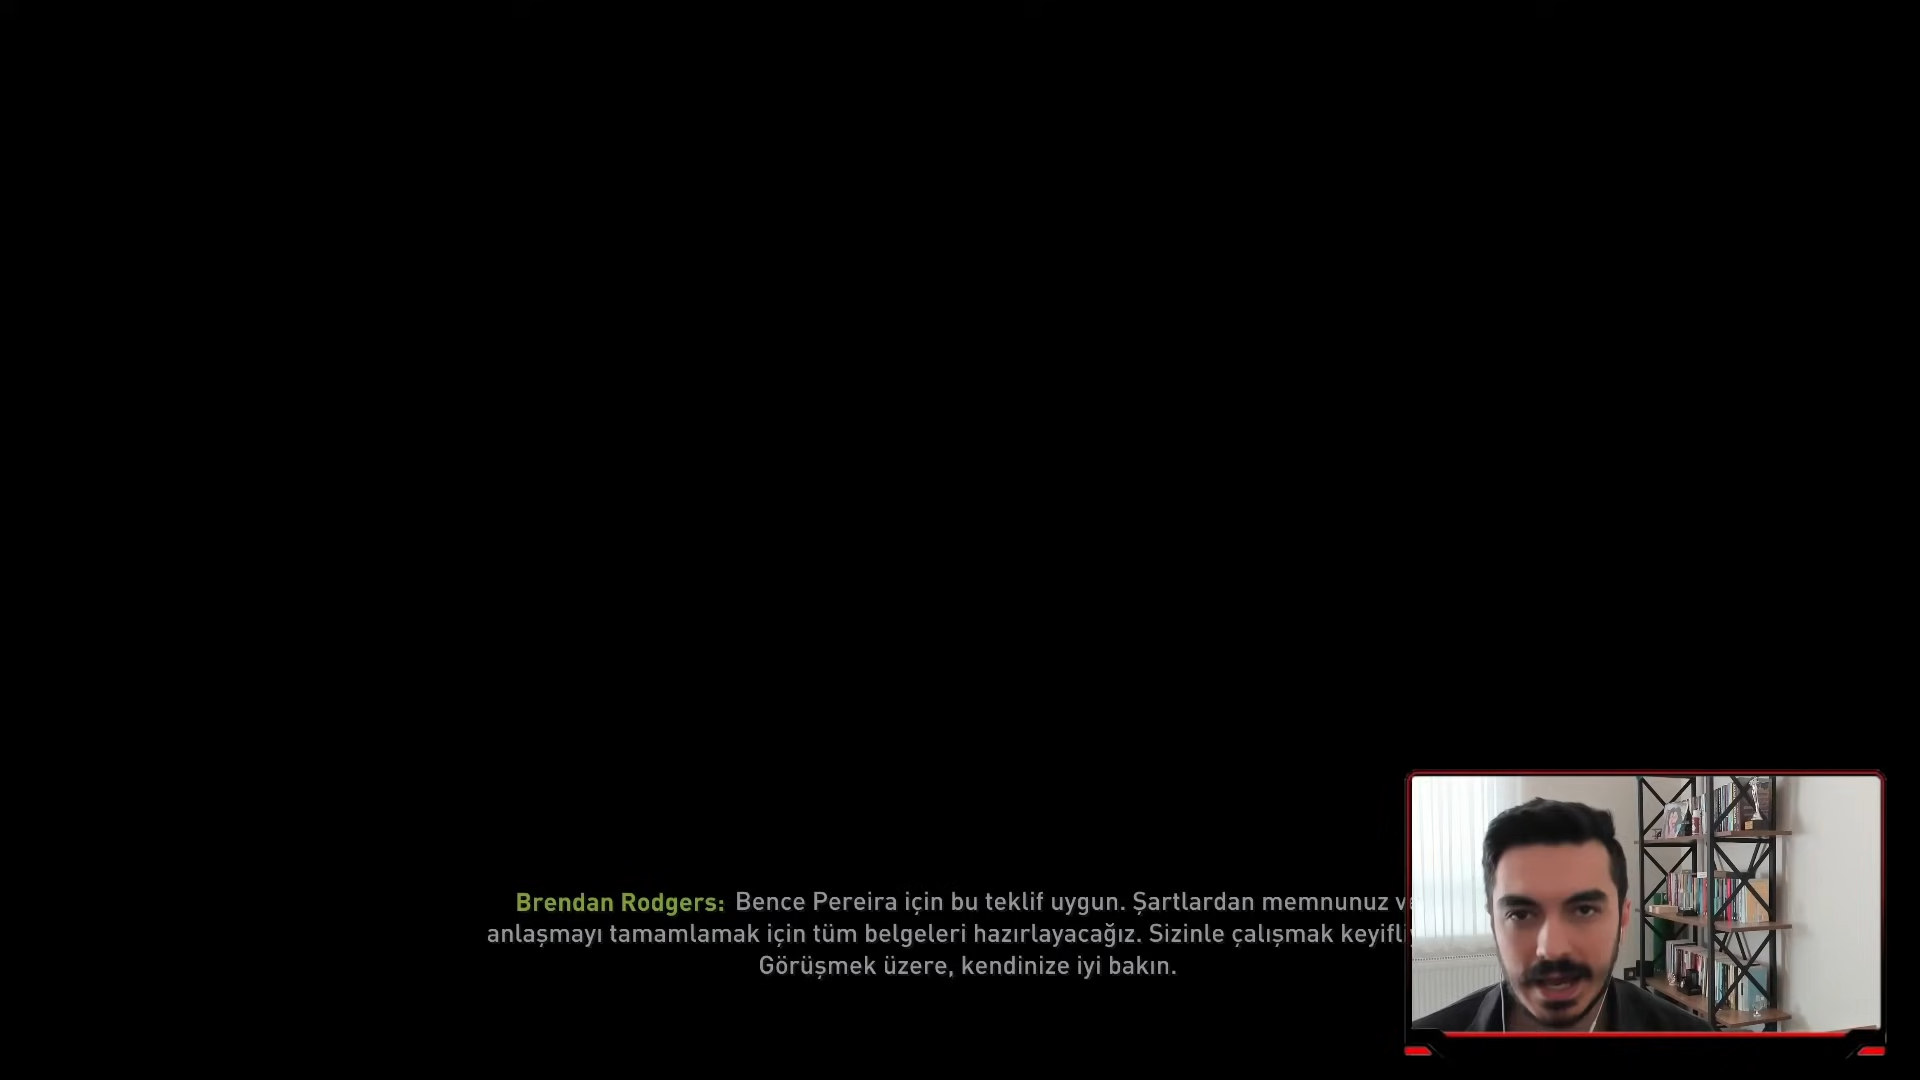 Brendan Rodgers: Bence Pereira için bu teklif uygun. Şartlardan memnunuz
anlaşmayı tamamlamak için tüm belgeleri hazırlayacağız. Sizinle çalışmak
Görüşmek üzere, kendinize iyi bakın.